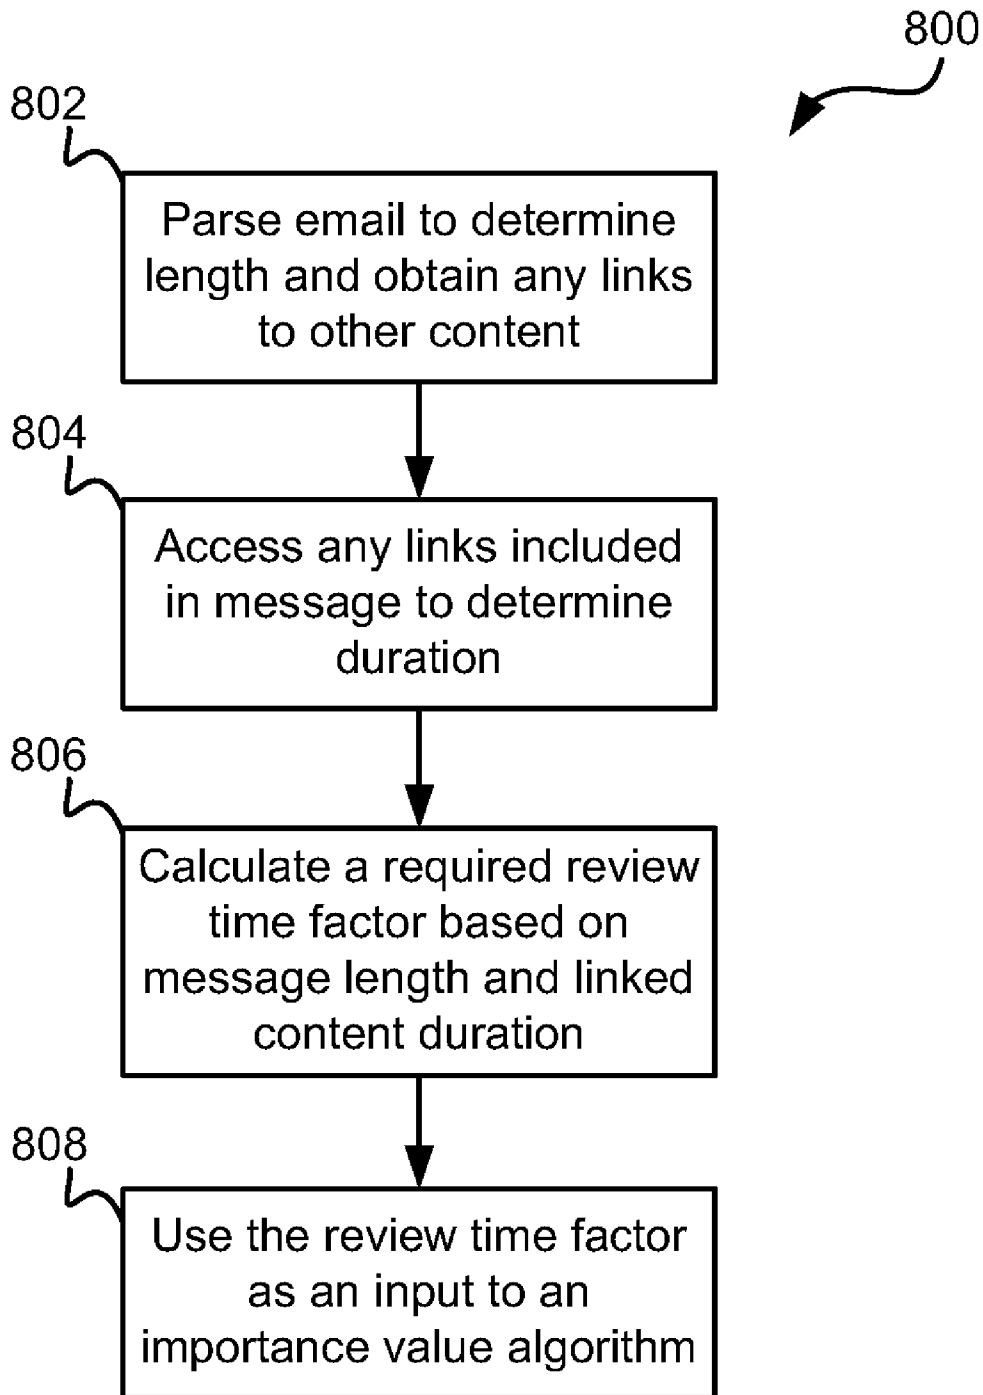 800
802
Parse email to determine
length and obtain any links
to other content
804
Access any links included
in message to determine
duration
806
Calculate a required review
time factor based on
message length and linked
content duration
808
Use the review time factor
as an input to an
importance value algorithm